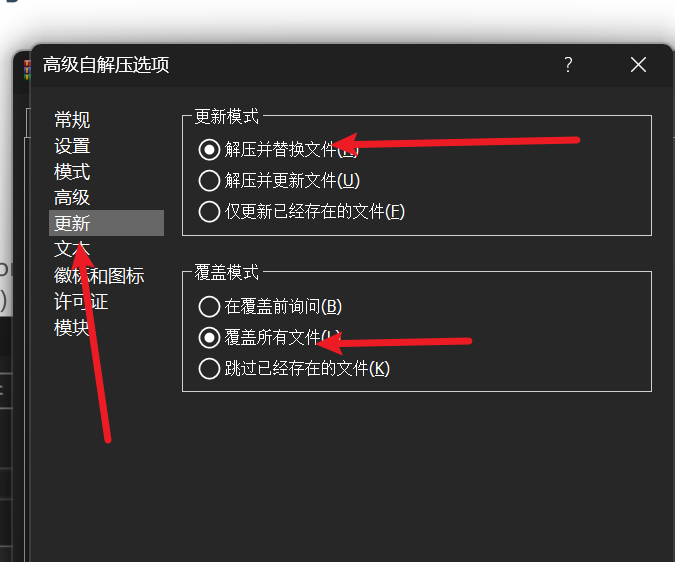 高级自解压选项
?
常规
设置
模式
高级
更新
文本
徽标和图标
许可证
模块
更新模式
解压并替换文件
解压并更新文件(U)
仅更新已经存在的文件(F)
覆盖模式
在覆盖前询问(B)
覆盖所有文件
跳过已经存在的文件(K)